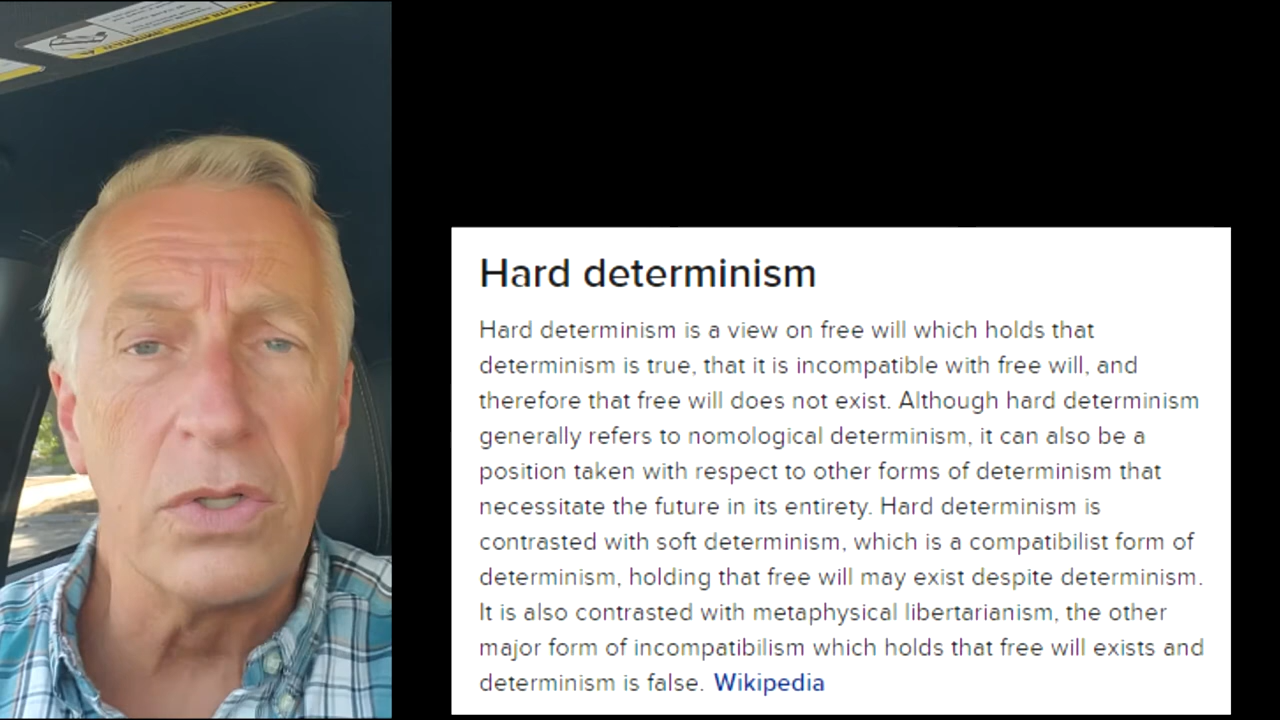 Hard determinism
Hard determinism is a view on free will which holds that
determinism is true, that it is incompatible with free will, and
therefore that free will does not exist. Although hard determinism
generally refers to nomological determinism, it can also be a
position taken with respect to other forms of determinism that
necessitate the future in its entirety. Hard determinism is
contrasted with soft determinism, which is a compatibilist form of
determinism, holding that free will may exist despite determinism.
It is also contrasted with metaphysical libertarianism, the other
major form of incompatibilism which holds that free will exists and
determinism is false. Wikipedia